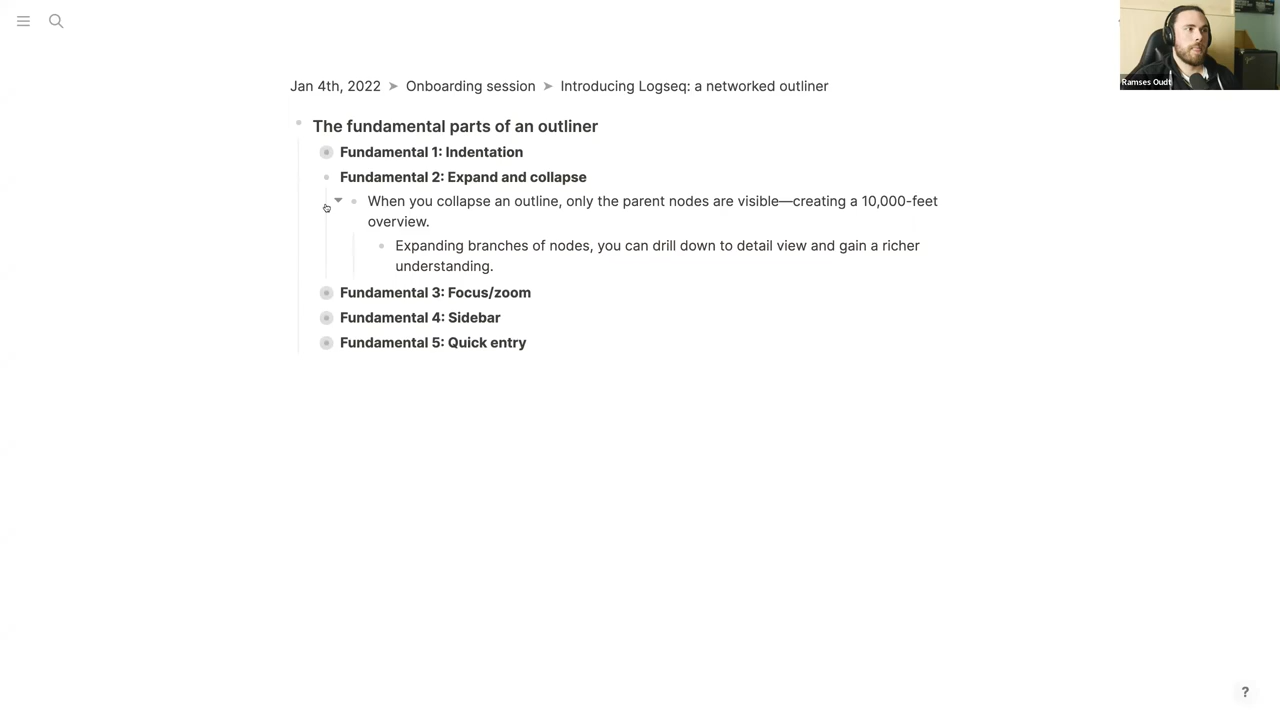 Jan 4th, 2022 ➤ Onboarding session ➤ Introducing Logseq: a networked outliner
Ramses Oudt
The fundamental parts of an outliner
Fundamental 1: Indentation
Fundamental 2: Expand and collapse
When you collapse an outline, only the parent nodes are visible—creating a 10,000-feet
overview.
Expanding branches of nodes, you can drill down to detail view and gain a richer
understanding.
Fundamental 3: Focus/zoom
Fundamental 4: Sidebar
Fundamental 5: Quick entry
?